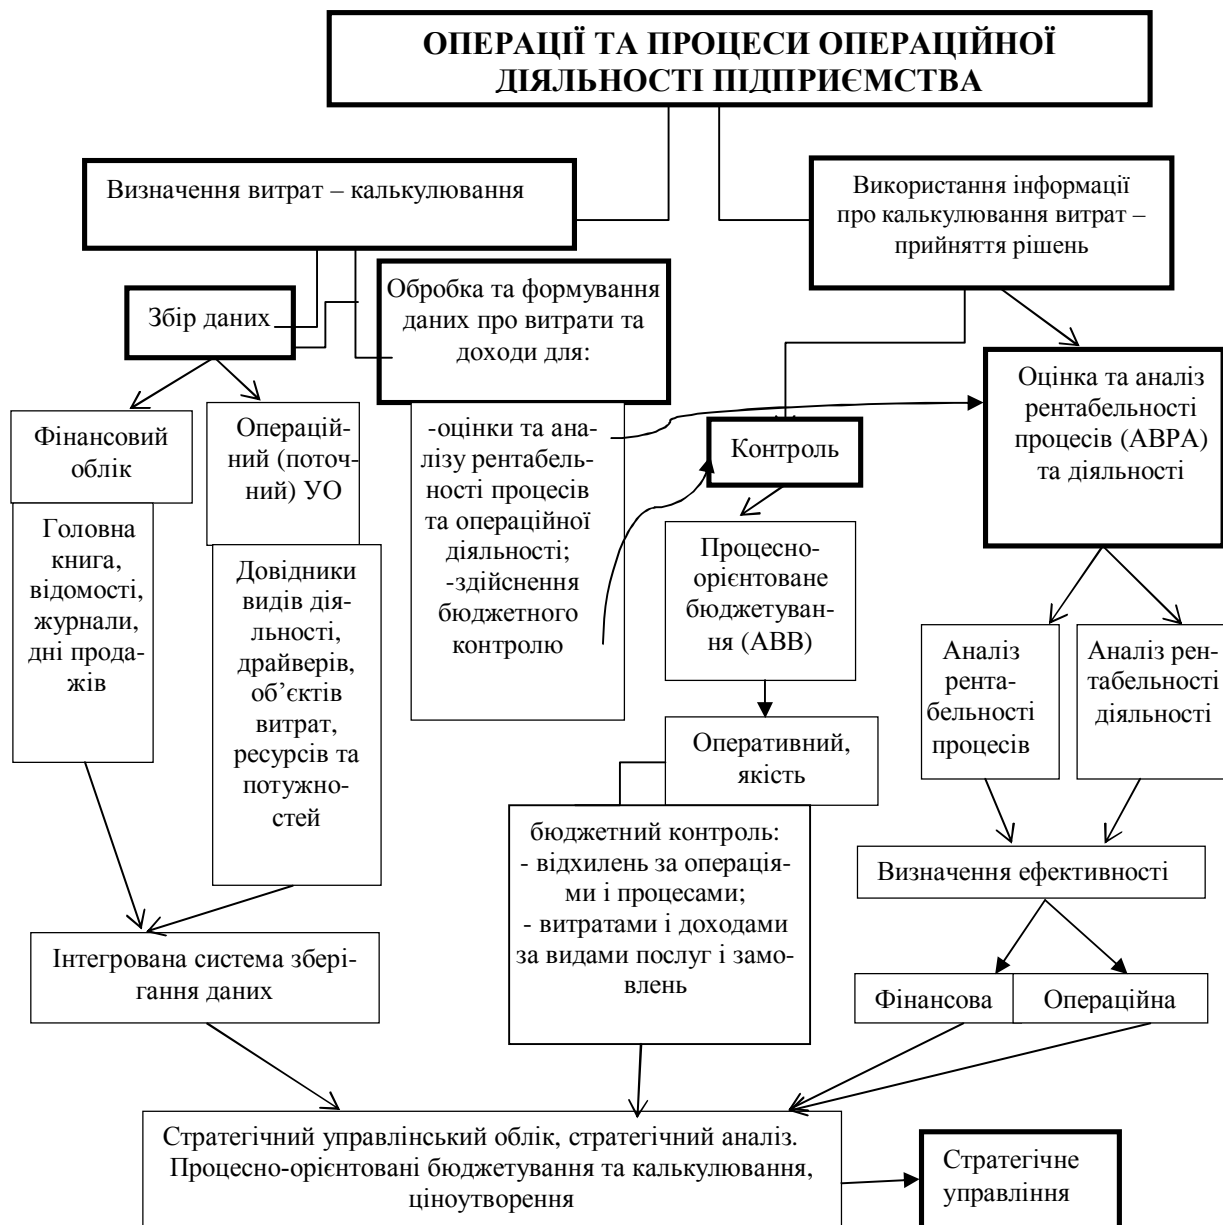 ОПЕРАЦІЇ ТА ПРОЦЕСИ ОПЕРАЦІЙНОЇ
ДІЯЛЬНОСТІ ПІДПРИЄМСТВА
Визначення витрат – калькулювання
Використання інформації
про калькулювання витрат –
прийняття рішень
Збір даних
Обробка та формування
даних про витрати та
доходи для:
Оцінка та аналіз
рентабельності
процесів (АВРА)
та діяльності
Фінансовий
облік
Операцій-
ний (поточ-
ний) УО
-оцінки та ана-
лізу рентабель-
ності процесів
та операційної
діяльності;
-здійснення
бюджетного
контролю
Контроль
Головна
книга,
відомості,
журнали,
дні прода-
жів
Довідники
видів дія-
льності,
драйверів,
об’єктів
витрат,
ресурсів та
потужно-
стей
Процесно-
орієнтоване
бюджетуван-
ня (АВВ)
Аналіз
рента-
бельності
процесів
Аналіз рен-
табельності
діяльності
Оперативний,
якість
бюджетний контроль:
- відхилень за операція-
ми і процесами;
- витратами і доходами
за видами послуг і замо-
влень
Визначення ефективності
Інтегрована система збері-
гання даних
Фінансова
Операційна
Стратегічний управлінський облік, стратегічний аналіз.
Процесно-орієнтовані бюджетування та калькулювання,
ціноутворення
Стратегічне
управління